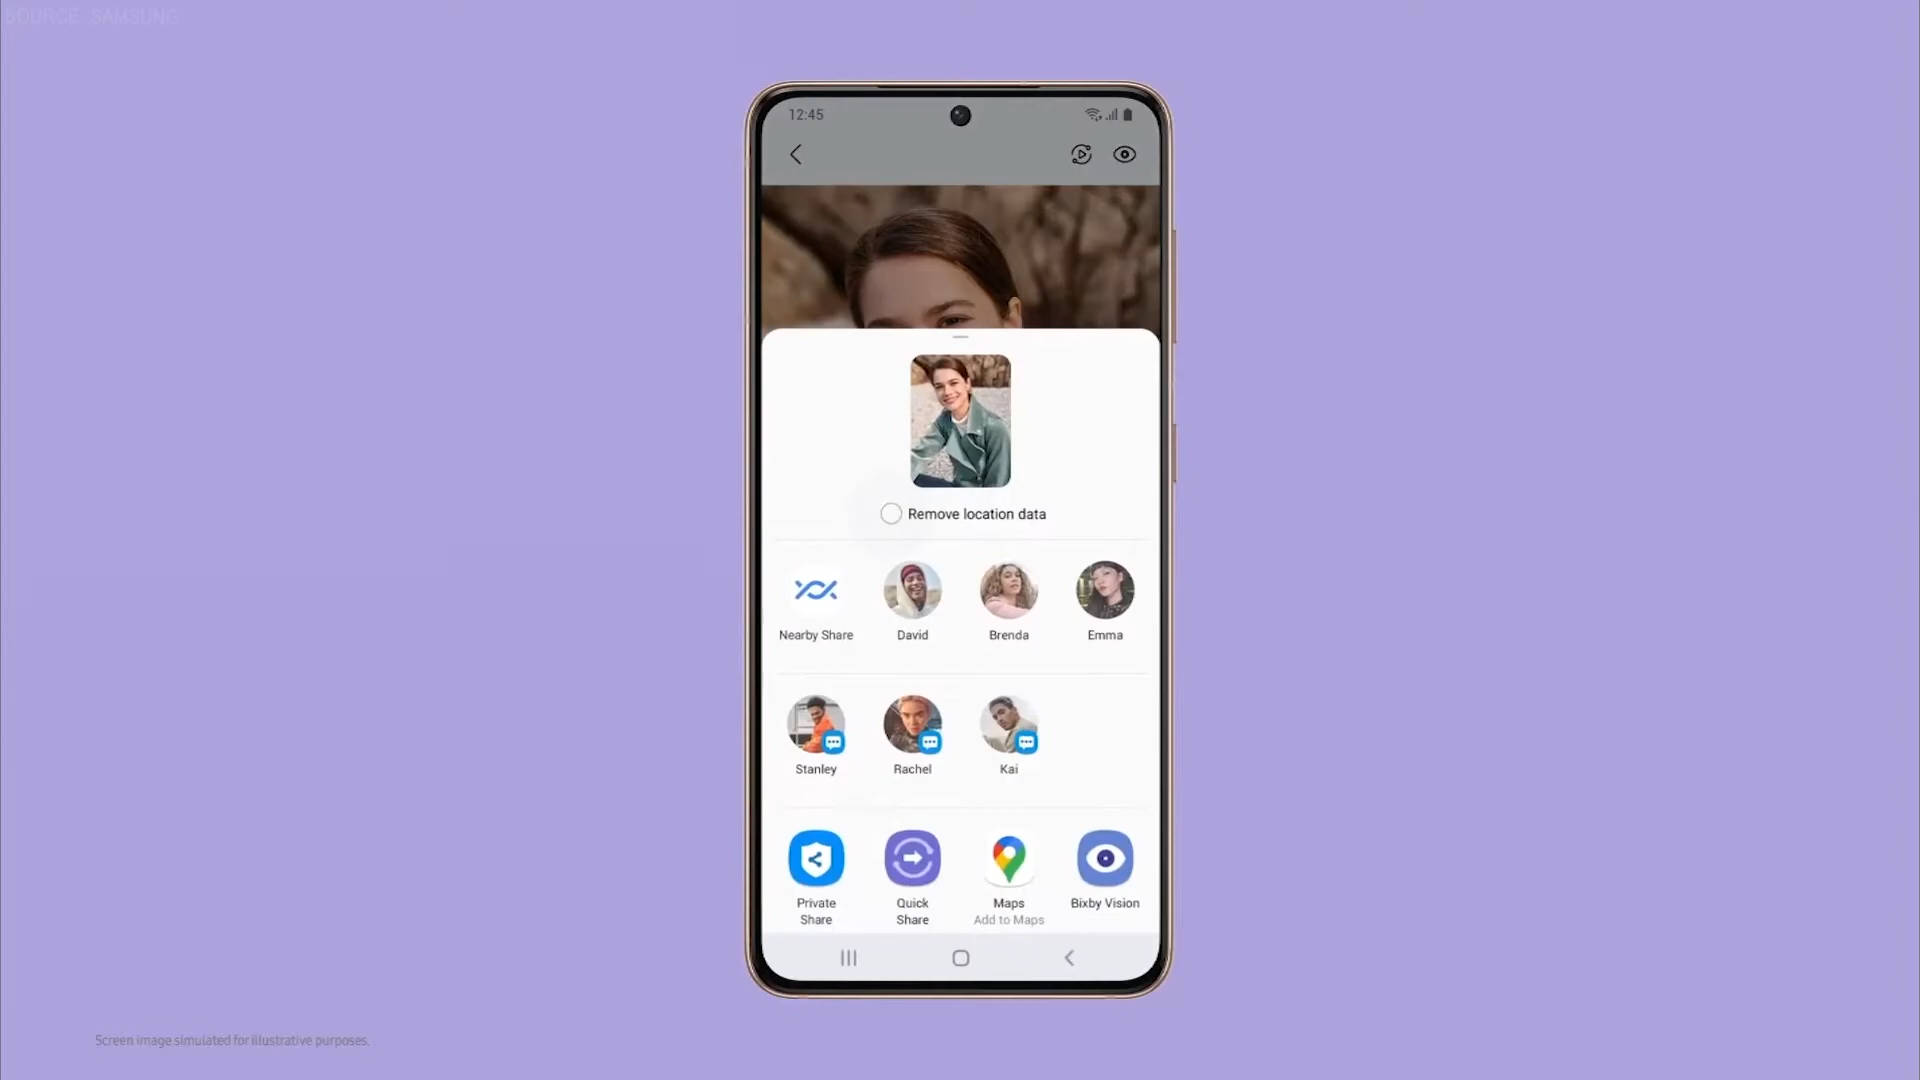 SOURCE: SAMSUNG
12:45
Remove location data
Nearby Share
David
Brenda
Emma
Stanley
Rachel
Kai
Private
Share
Quick
Share
Maps
Add to Maps
Bixby Vision
Screen image simulated for illustrative purposes.